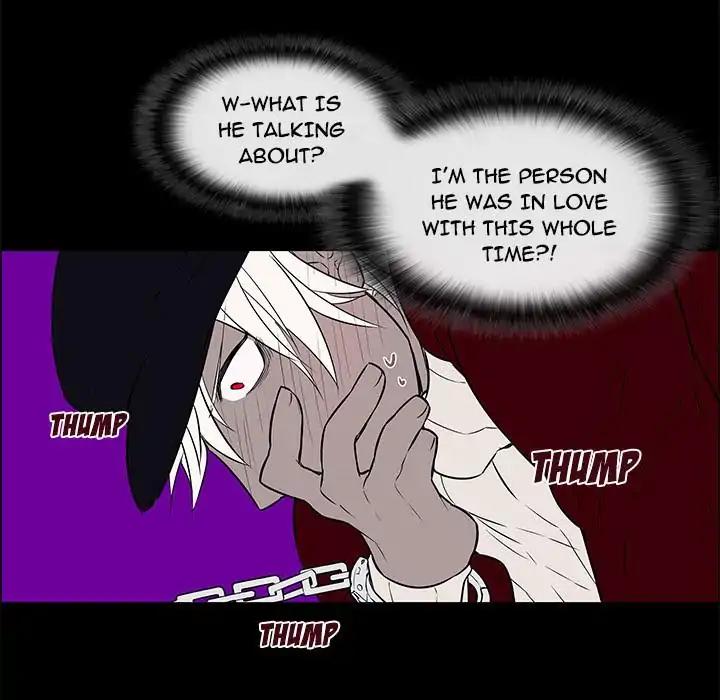 W-WHAT IS
HE TALKING
ABOUT?
I'M THE PERSON
HE WAS IN LOVE
WITH THIS WHOLE
TIME?!
THUMP
THUMP
THUMP